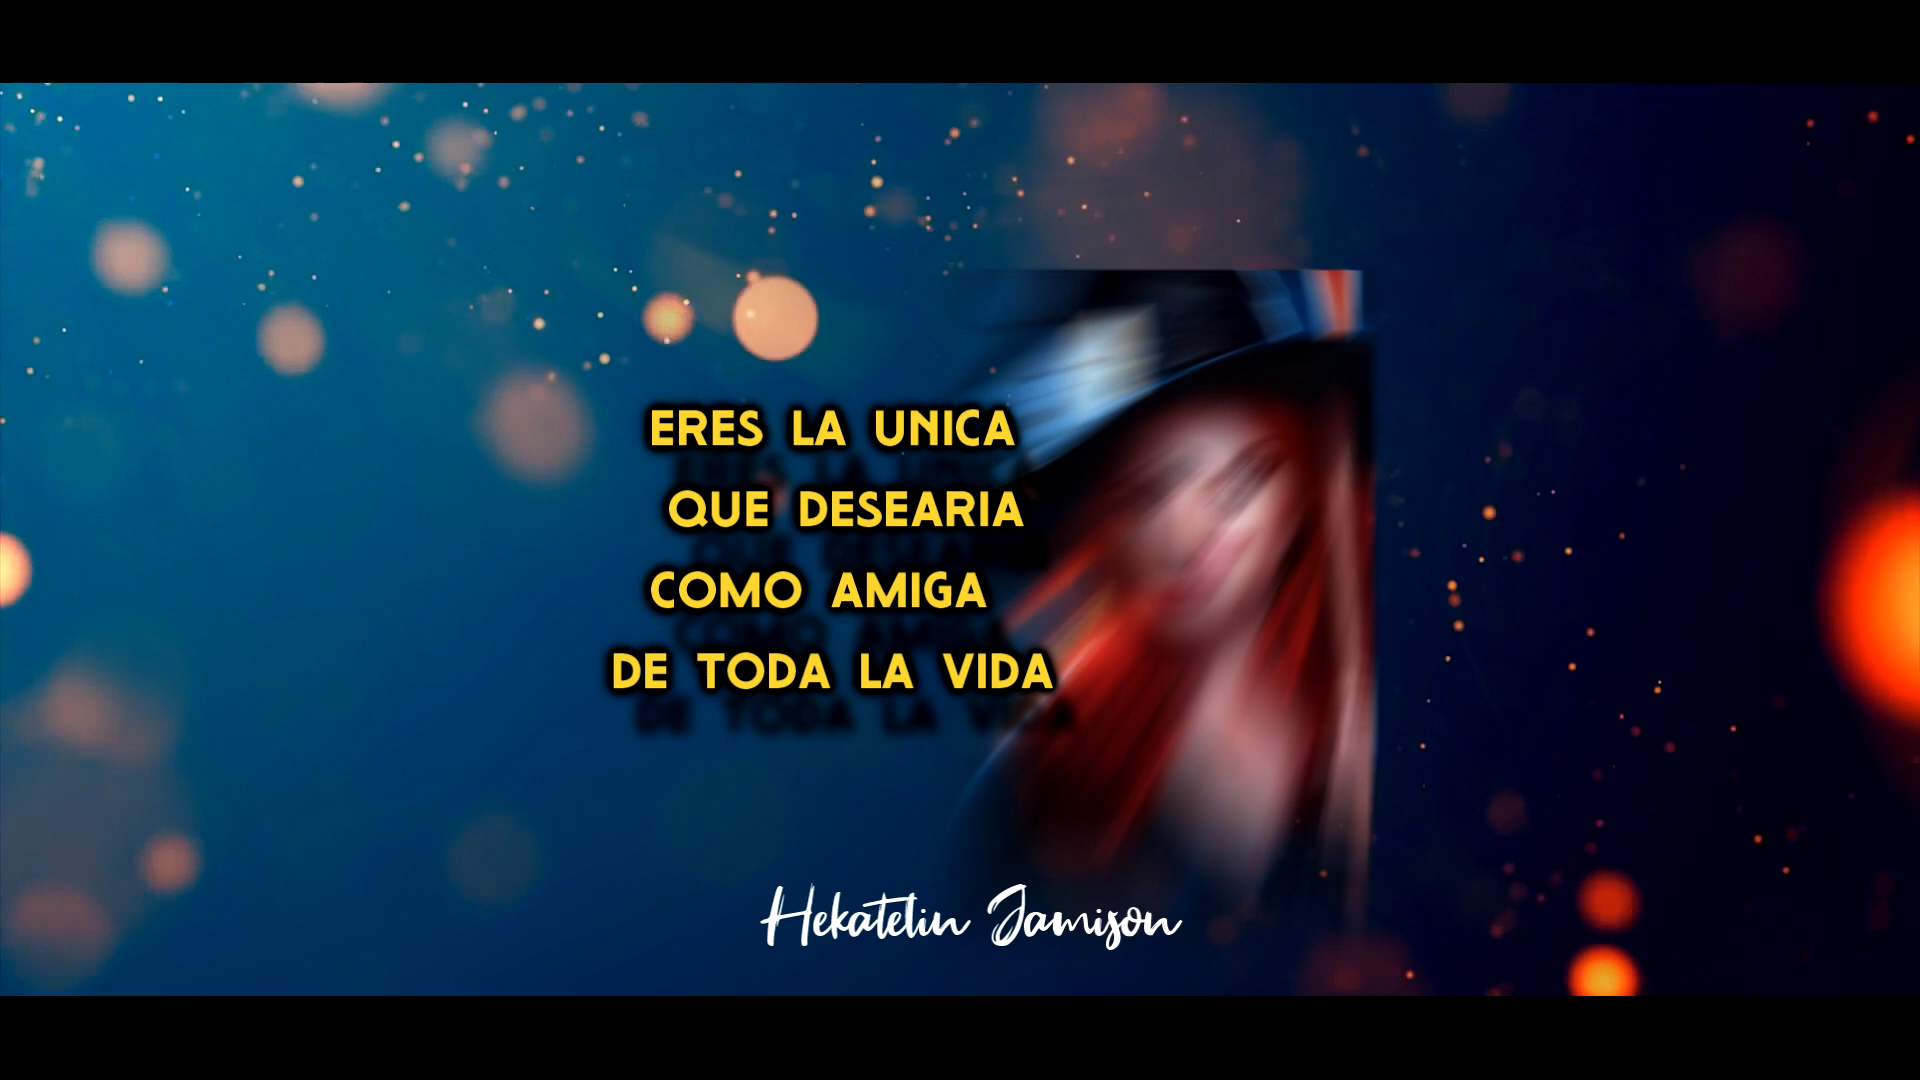 ERES LA UNICA
QUE DESEARIA
COMO AMIGA
DE TODA LA VIDA
Hekatelin Jamison